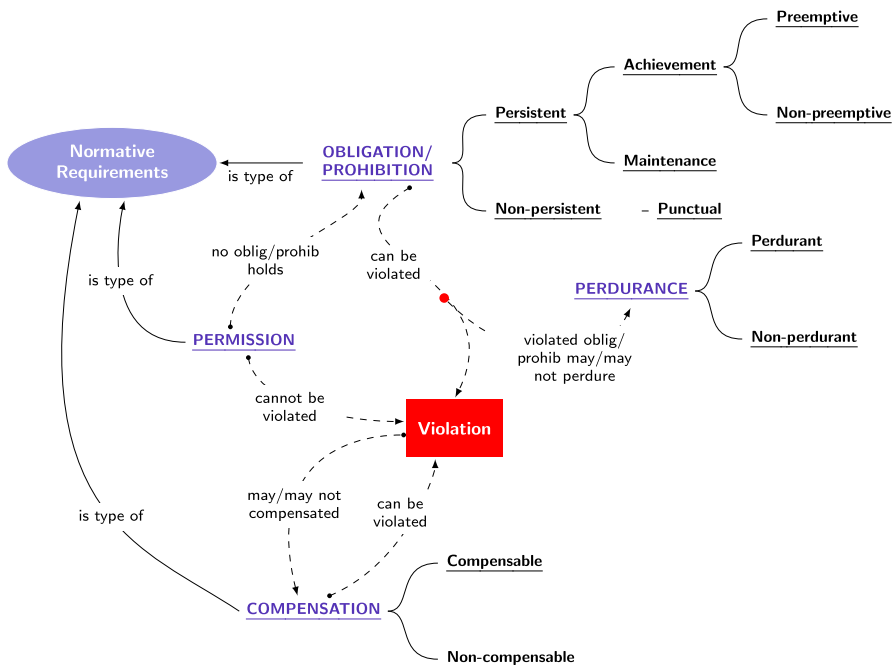 Preemptive
Achievement
Persistent
Non-preemptive
Normative
Requirements
is type of
OBLIGATION/
PROHIBITION
Maintenance
Non-persistent
– Punctual
no oblig/prohib
holds
can be
violated
Perdurant
is type of
PERDURANCE
PERMISSION
violated oblig/
prohib may/may
not perdure
Non-perdurant
cannot be
violated
Violation
may/may not
compensated
can be
violated
is type of
Compensable
COMPENSATION
Non-compensable